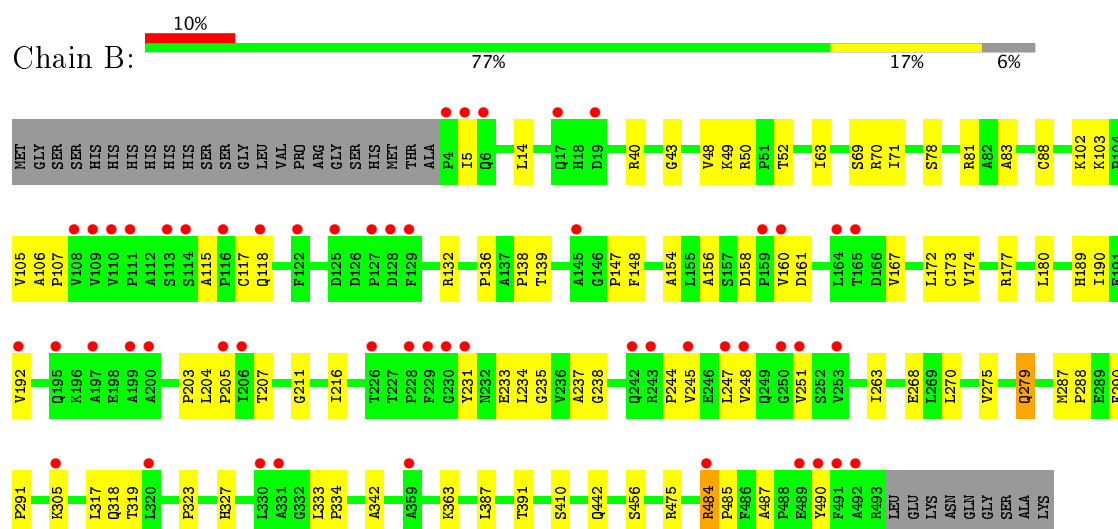 10%
Chain B:
77% 17% 6%
MET GLY SER SER HIS HIS HIS HIS HIS HIS SER SER GLY LEU VAL PRO ARG GLY SER HIS MET THR ALA P4 I5 Q6 L14 Q17 H18 D19 R40 G43 V48 K49 R50 P51 T52 I63 S69 R70 I71 S78 R81 A82 A83 C88 K102 K103
V105 A106 P107 V108 V109 V110 P111 A112 S113 S114 A115 P116 C117 Q118 F122 D125 D126 P127 D128 F129 R132 P136 A137 P138 T139 A145 G146 P147 F148 A154 L155 A156 S157 D158 P159 V160 D161 L164 T165 D166 V167 L172 C173 V174 R177 L180 H189 I190
V192 Q195 K196 A197 E198 A199 A200 P203 L204 P205 I206 T207 G211 I216 T226 T227 P228 F229 G230 Y231 N232 E233 L234 G235 V236 A237 G238 Q242 R243 P244 V245 E246 L247 V248 Q249 G250 V251 S252 V253 I263 E268 L269 L270 V275 Q279 M287 P288 E289
P291 K305 L317 Q318 T319 L320 P323 H327 L330 A331 G332 L333 P334 A342 A359 K363 L387 T391 S410 Q442 S456 R475 R484 P485 F486 A487 P488 E489 Y490 F491 A492 R493 LEU GLU LYS ASN GLN GLY SER ALA LYS